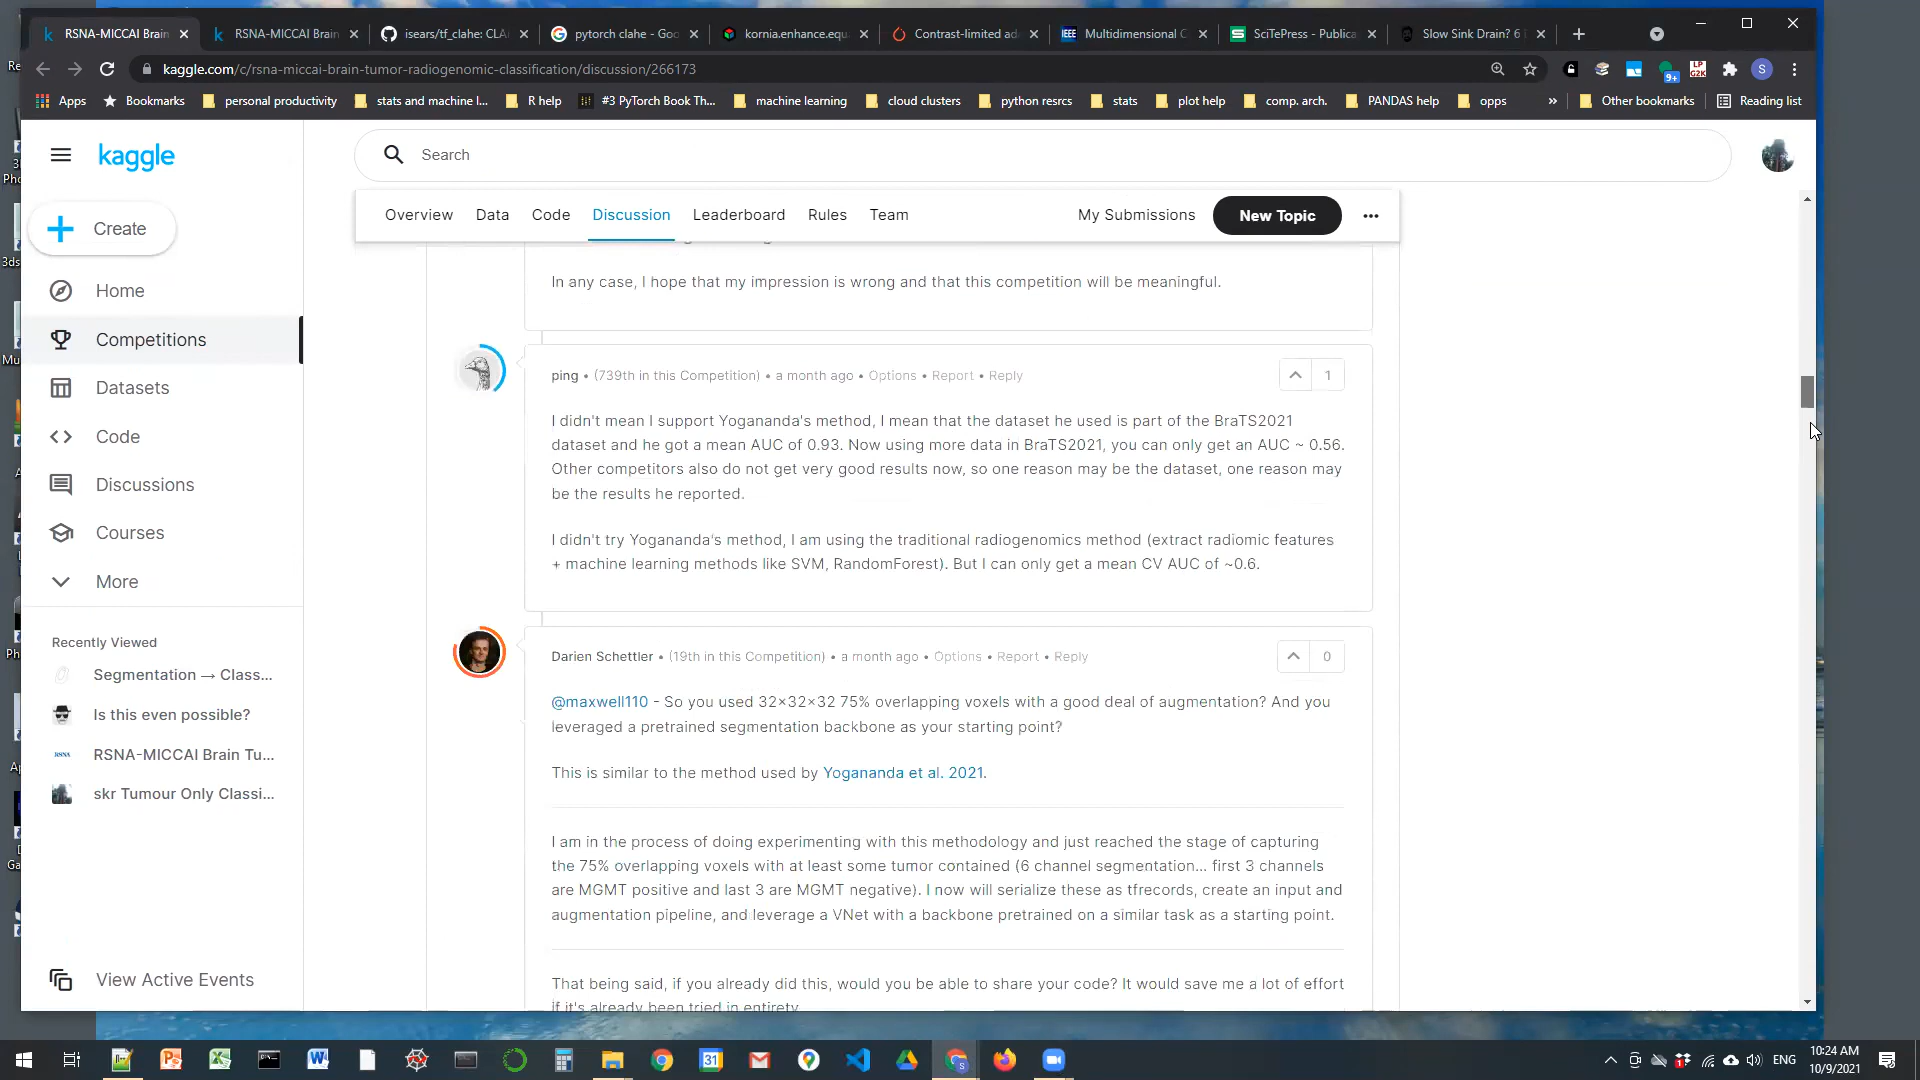 RSNA-MICCAI Brain
RSNA-MICCAI Brain
isears/tf_clahe: CLA
pytorch clahe - Goo
kornia.enhance.equ
Contrast-limited ad
IEEE
Multidimensional C
SciTePress - Publica
Slow Sink Drain? 6
kaggle.com/c/rsna-miccai-brain-tumor-radiogenomic-classification/discussion/266173
9+
LP
G2K
S
Apps
Bookmarks
personal productivity
stats and machine l...
R help
#3 PyTorch Book Th...
machine learning
cloud clusters
python resrcs
stats
plot help
comp. arch.
PANDAS help
opps
»
Other bookmarks
Reading list
kaggle
Search
Create
Home
Competitions
Datasets
Code
Discussions
Courses
More
Recently Viewed
Segmentation → Class...
Is this even possible?
RSNA
RSNA-MICCAI Brain Tu...
skr Tumour Only Classi...
View Active Events
Overview
Data
Code
Discussion
Leaderboard
Rules
Team
My Submissions
New Topic
In any case, I hope that my impression is wrong and that this competition will be meaningful.
ping • (739th in this Competition) • a month ago • Options • Report • Reply
1
I didn't mean I support Yogananda's method, I mean that the dataset he used is part of the BraTS2021
dataset and he got a mean AUC of 0.93. Now using more data in BraTS2021, you can only get an AUC ~ 0.56.
Other competitors also do not get very good results now, so one reason may be the dataset, one reason may
be the results he reported.
I didn't try Yogananda's method, I am using the traditional radiogenomics method (extract radiomic features
+ machine learning methods like SVM, RandomForest). But I can only get a mean CV AUC of ~0.6.
Darien Schettler • (19th in this Competition) • a month ago • Options • Report • Reply
0
@maxwell110 - So you used 32×32×32 75% overlapping voxels with a good deal of augmentation? And you
leveraged a pretrained segmentation backbone as your starting point?
This is similar to the method used by Yogananda et al. 2021.
I am in the process of doing experimenting with this methodology and just reached the stage of capturing
the 75% overlapping voxels with at least some tumor contained (6 channel segmentation... first 3 channels
are MGMT positive and last 3 are MGMT negative). I now will serialize these as tfrecords, create an input and
augmentation pipeline, and leverage a VNet with a backbone pretrained on a similar task as a starting point.
That being said, if you already did this, would you be able to share your code? It would save me a lot of effort
if it's already been tried in entirety
31
ENG
10:24 AM
10/9/2021